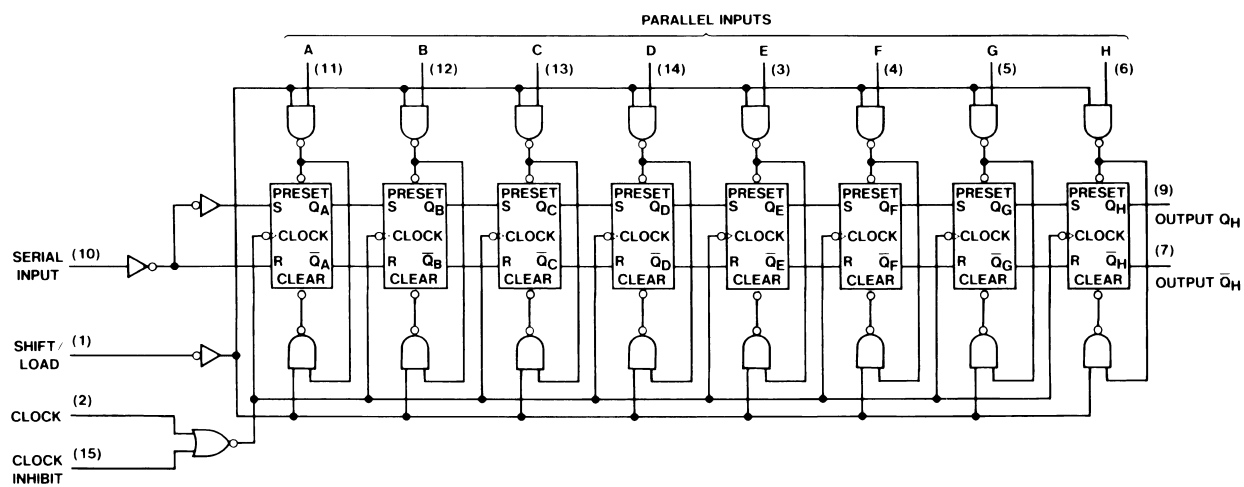 PARALLEL INPUTS
A B C D E F G H
(11) (12) (13) (14) (3) (4) (5) (6)
PRESET PRESET PRESET PRESET PRESET PRESET PRESET PRESET
S QA S QB S QC S QD S QE S QF S QG S QH (9)
OUTPUT QH
CLOCK CLOCK CLOCK CLOCK CLOCK CLOCK CLOCK CLOCK
SERIAL INPUT (10)
R Q̅A R Q̅B R Q̅C R Q̅D R Q̅E R Q̅F R Q̅G R Q̅H (7)
CLEAR CLEAR CLEAR CLEAR CLEAR CLEAR CLEAR CLEAR
OUTPUT Q̅H
SHIFT/
LOAD (1)
CLOCK (2)
CLOCK
INHIBIT (15)